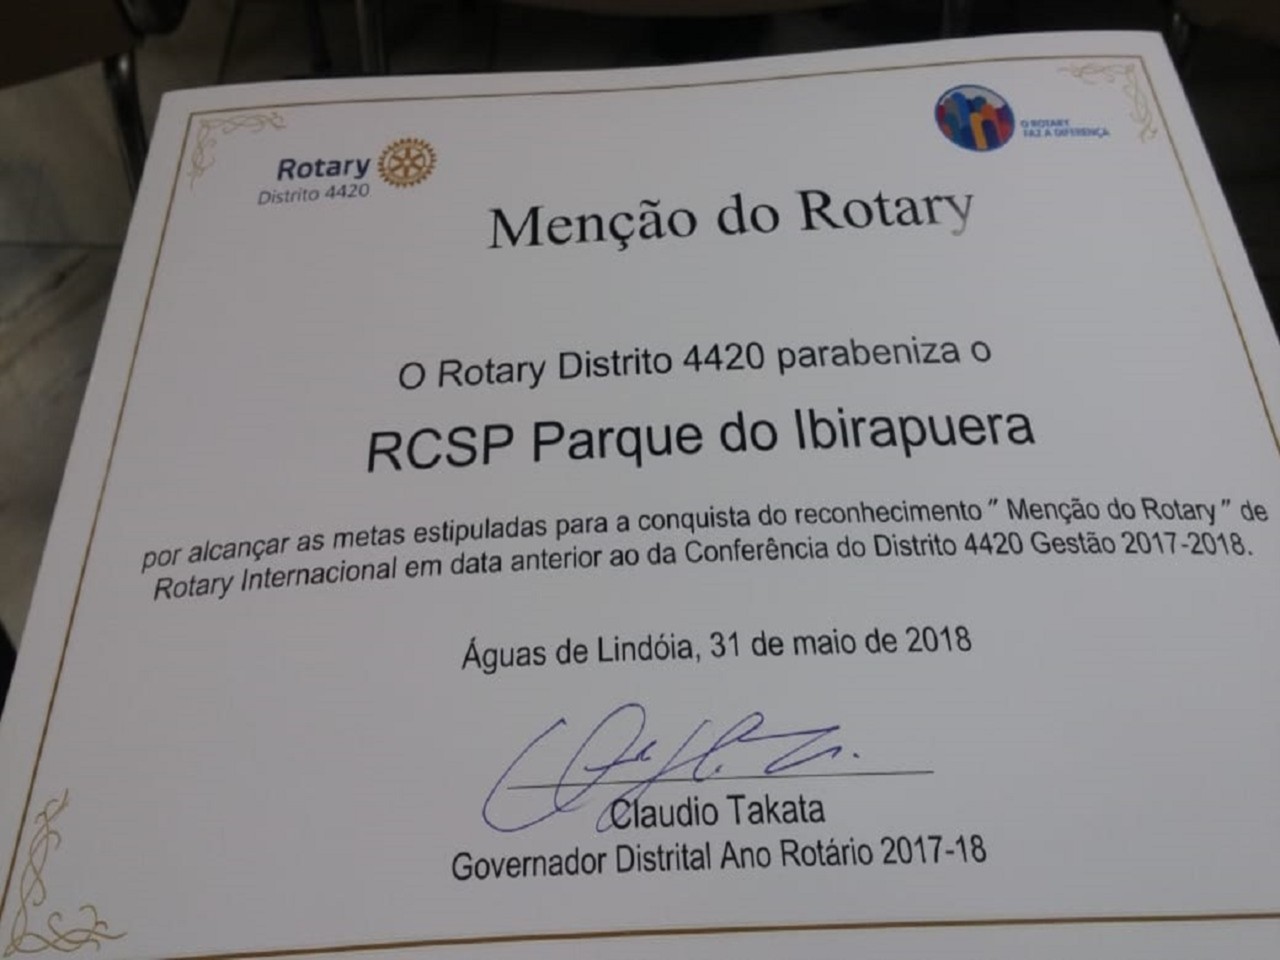 Rotary
Distrito 4420
O ROTARY
FAZ A DIFERENÇA
Menção do Rotary
O Rotary Distrito 4420 parabeniza o
RCSP Parque do Ibirapuera
por alcançar as metas estipuladas para a conquista do reconhecimento " Menção do Rotary " de
Rotary Internacional em data anterior ao da Conferência do Distrito 4420 Gestão 2017-2018.
Águas de Lindóia, 31 de maio de 2018
Claudio Takata
Governador Distrital Ano Rotário 2017-18